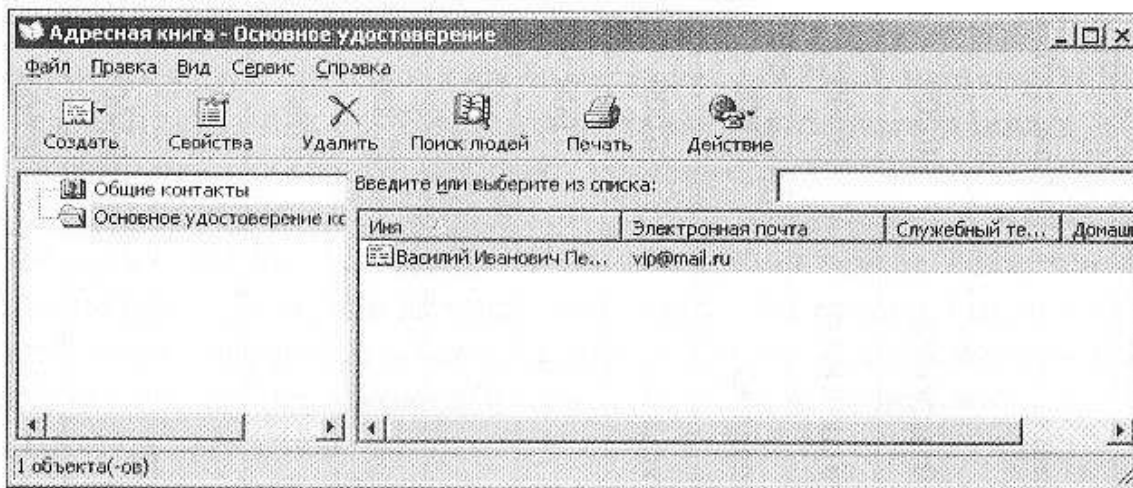 Адресная книга - Основное удостоверение
Файл Правка Вид Сервис Справка
Создать Свойства Удалить Поиск людей Печать Действие
Общие контакты
Основное удостоверение кс
Введите или выберите из списка:
Имя Электронная почта Служебный те... Домашн
Василий Иванович Пе... vip@mail.ru
1 объекта(-ов)